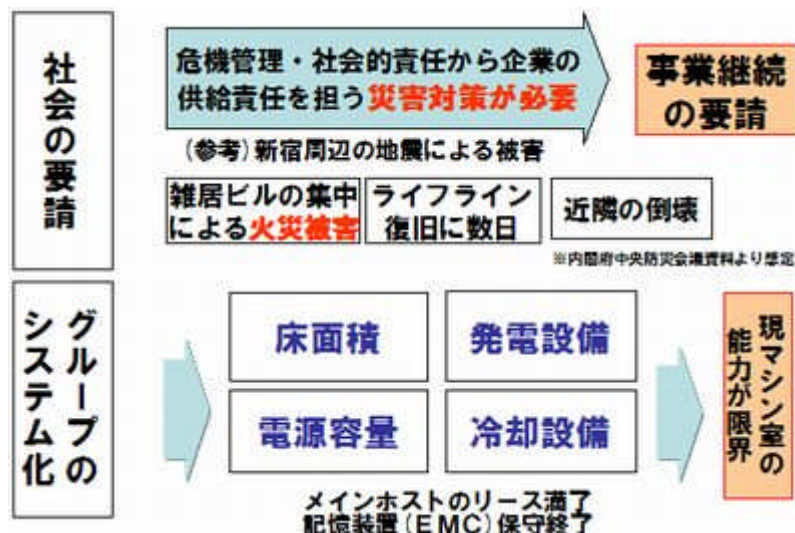 社会の要請
危機管理・社会的責任から企業の
供給責任を担う災害対策が必要
事業継続
の要請
(参考)新宿周辺の地震による被害
雑居ビルの集中
による火災被害
ライフライン
復旧に数日
近隣の倒壊
※内閣府中央防災会議資料より想定
グループの
システム化
床面積
発電設備
電源容量
冷却設備
現マシン室の
能力が限界
メインホストのリース満了
記憶装置(EMC)保守終了